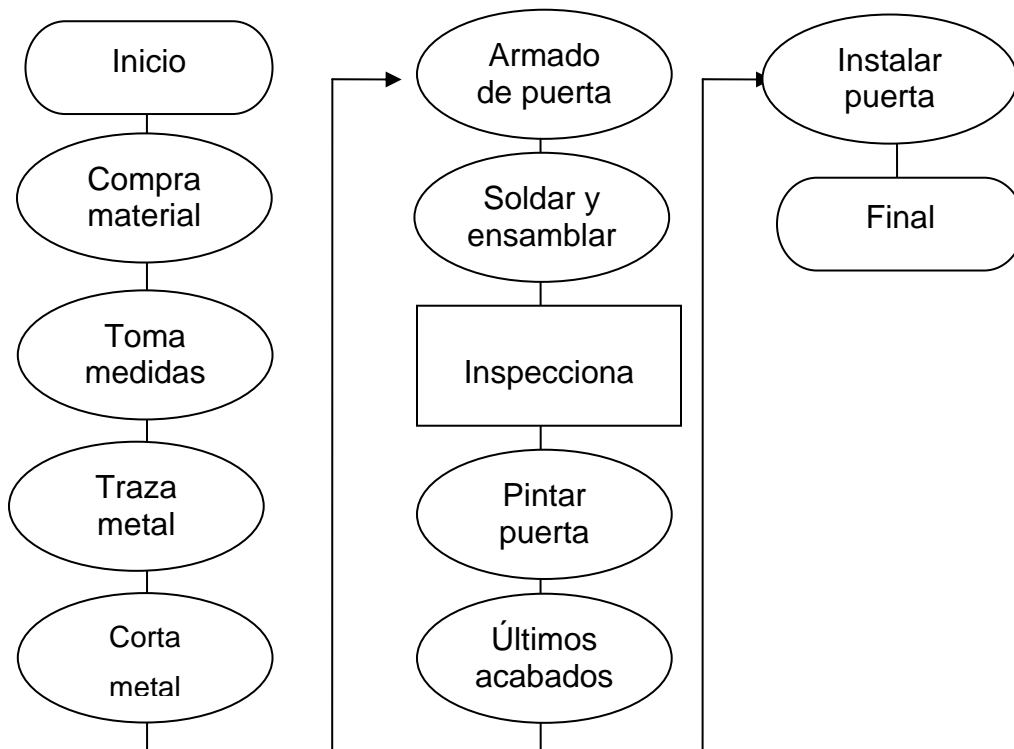 Inicio
Compra
material
Toma
medidas
Traza
metal
Corta
metal
Armado
de puerta
Soldar y
ensamblar
Inspecciona
Pintar
puerta
Últimos
acabados
Instalar
puerta
Final